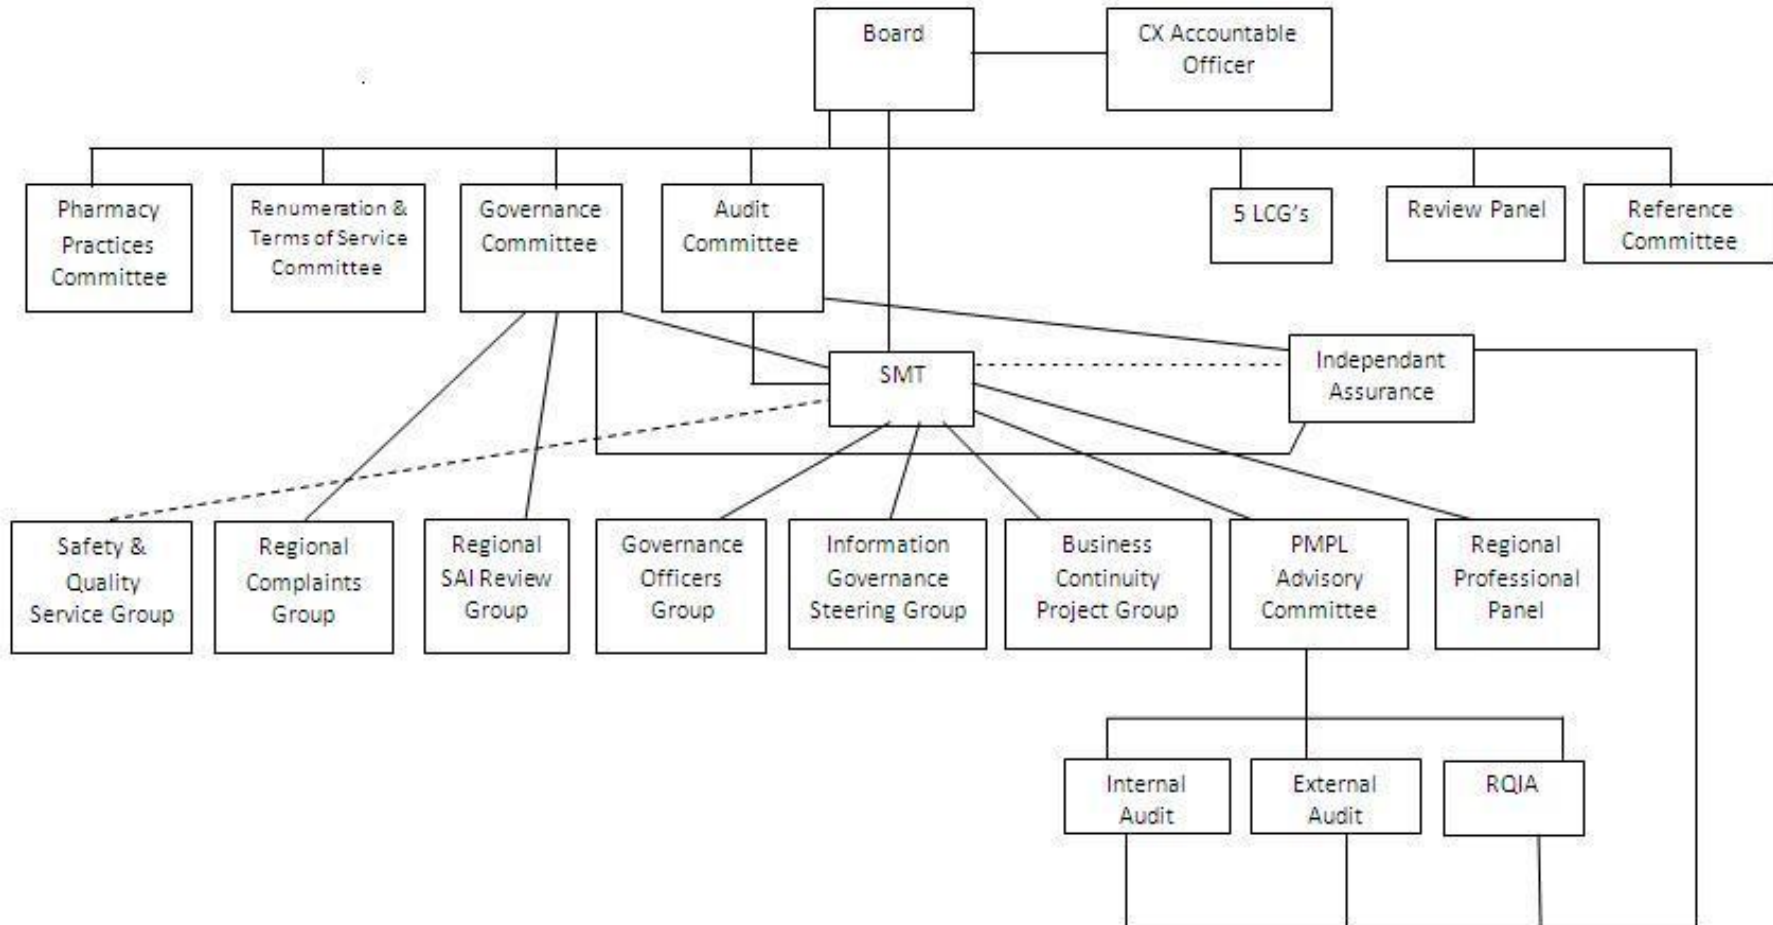 Board
CX Accountable
Officer
Pharmacy
Practices
Committee
Renumeration &
Terms of Service
Committee
Governance
Committee
Audit
Committee
5 LCG's
Review Panel
Reference
Committee
SMT
Independant
Assurance
Safety &
Quality
Service Group
Regional
Complaints
Group
Regional
SAI Review
Group
Governance
Officers
Group
Information
Governance
Steering Group
Business
Continuity
Project Group
PMPL
Advisory
Committee
Regional
Professional
Panel
Internal
Audit
External
Audit
RQIA